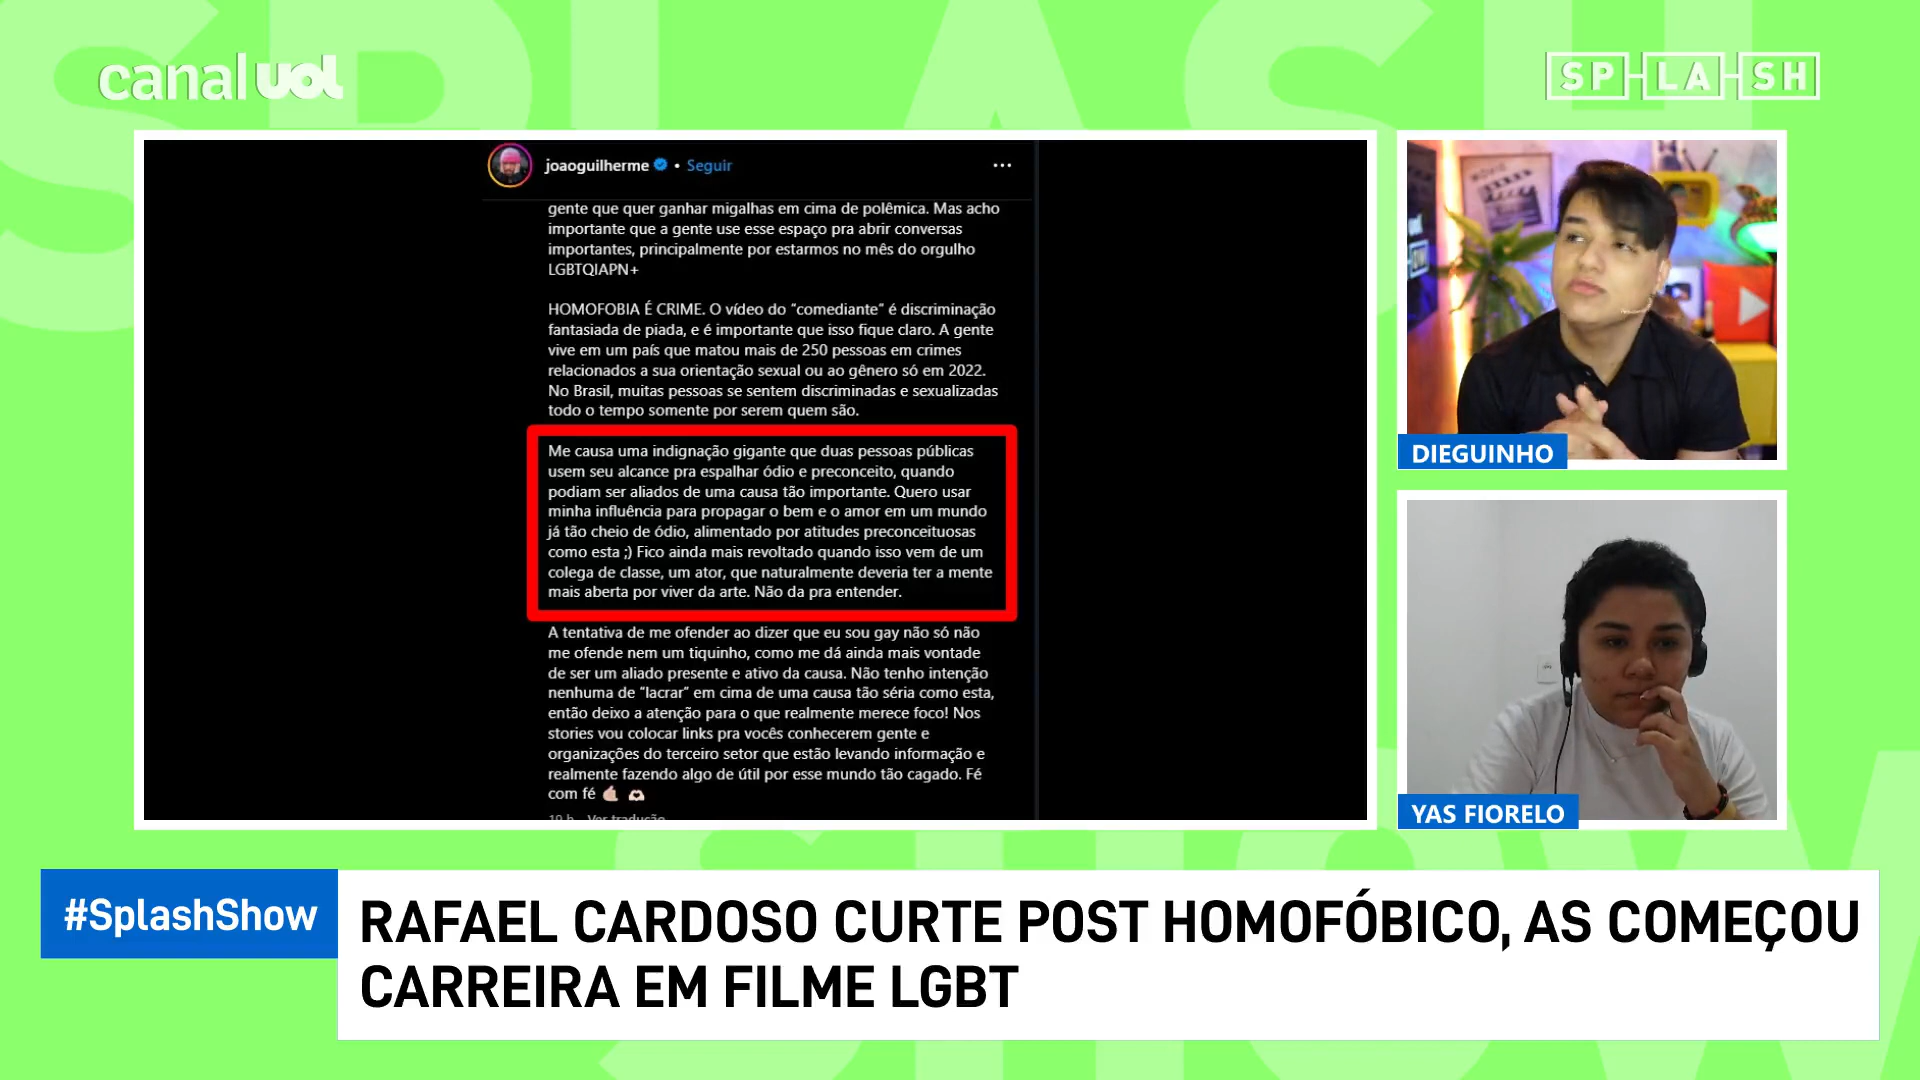 canal uol
SPLASH
joaoguilherme • Seguir
gente que quer ganhar migalhas em cima de polêmica. Mas acho
importante que a gente use esse espaço pra abrir conversas
importantes, principalmente por estarmos no mês do orgulho
LGBTQIAPN+
HOMOFOBIA É CRIME. O vídeo do “comediante” é discriminação
fantasiada de piada, e é importante que isso fique claro. A gente
vive em um país que matou mais de 250 pessoas em crimes
relacionados a sua orientação sexual ou ao gênero só em 2022.
No Brasil, muitas pessoas se sentem discriminadas e sexualizadas
todo o tempo somente por serem quem são.
Me causa uma indignação gigante que duas pessoas públicas
usem seu alcance pra espalhar ódio e preconceito, quando
podiam ser aliados de uma causa tão importante. Quero usar
minha influência para propagar o bem e o amor em um mundo
já tão cheio de ódio, alimentado por atitudes preconceituosas
como esta ;) Fico ainda mais revoltado quando isso vem de um
colega de classe, um ator, que naturalmente deveria ter a mente
mais aberta por viver da arte. Não da pra entender.
A tentativa de me ofender ao dizer que eu sou gay não só não
me ofende nem um tiquinho, como me dá ainda mais vontade
de ser um aliado presente e ativo da causa. Não tenho intenção
nenhuma de “lacrar” em cima de uma causa tão séria como esta,
então deixo a atenção para o que realmente merece foco! Nos
stories vou colocar links pra vocês conhecerem gente e
organizações do terceiro setor que estão levando informação e
realmente fazendo algo de útil por esse mundo tão cagado. Fé
com fé 🤙🏻 🫶🏻
19 h Ver tradução
MOVIE
DIEGUINHO
YAS FIORELO
#SplashShow
RAFAEL CARDOSO CURTE POST HOMOFÓBICO, AS COMEÇOU
CARREIRA EM FILME LGBT